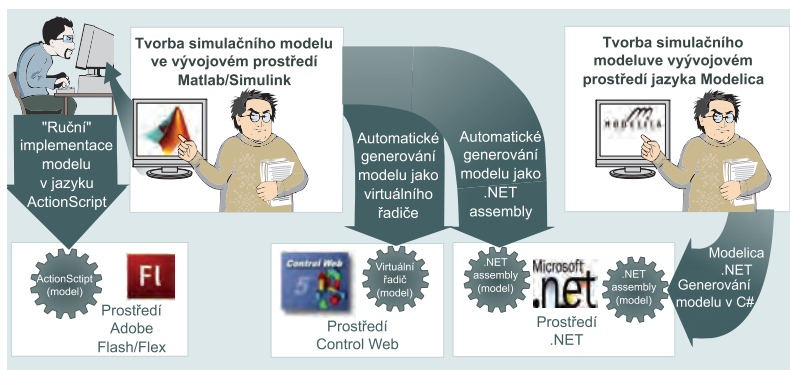 Tvorba simulačního modelu
ve vývojovém prostředí
Matlab/Simulink
Tvorba simulačního
modeluve vyývojovém
prostředí jazyka Modelica
MODELICA
"Ruční"
implementace
modelu
v jazyku
ActionScript
Automatické
generování
modelu jako
virtuálního
řadiče
Automatické
generování
modelu jako
.NET
assembly
Modelica
.NET
Generování
modelu v C#
ActionSctipt
(model)
Fl
Prostředí
Adobe
Flash/Flex
Control Web
5
Virtuální
řadič
(model)
Prostředí
Control Web
.NET
assembly
(model)
Microsoft
.net
Prostředí
.NET
.NET
assembly
(model)